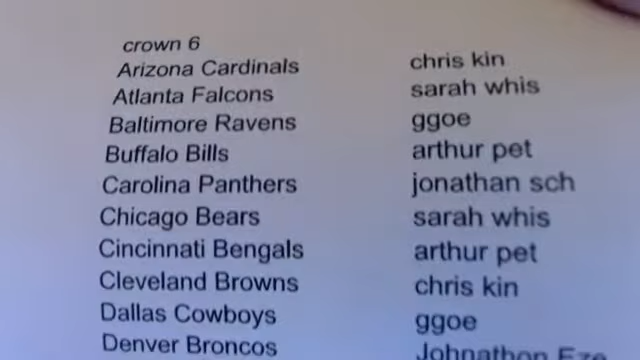 crown 6
Arizona Cardinals chris kin
Atlanta Falcons sarah whis
Baltimore Ravens ggoe
Buffalo Bills arthur pet
Carolina Panthers jonathan sch
Chicago Bears sarah whis
Cincinnati Bengals arthur pet
Cleveland Browns chris kin
Dallas Cowboys ggoe
Denver Broncos Johnathon Eze